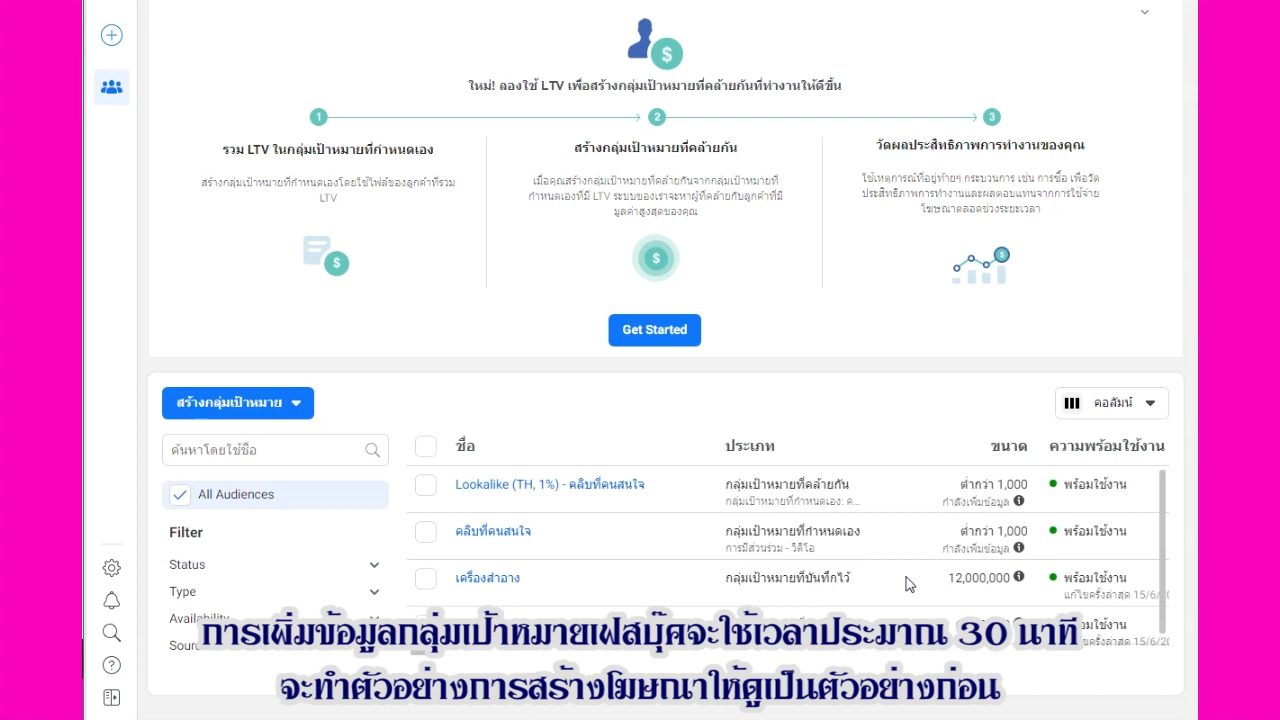 ใหม่! ลองใช้ LTV เพื่อสร้างกลุ่มเป้าหมายที่คล้ายกันที่ทำงานให้ดีขึ้น
1
2
3
รวม LTV ในกลุ่มเป้าหมายที่กำหนดเอง
สร้างกลุ่มเป้าหมายที่กำหนดเองโดยใช้ไฟล์ของลูกค้าที่รวม
LTV
สร้างกลุ่มเป้าหมายที่คล้ายกัน
เมื่อคุณสร้างกลุ่มเป้าหมายที่คล้ายกันจากกลุ่มเป้าหมายที่
กำหนดเองที่มี LTV ระบบของเราจะหาผู้ที่คล้ายกับลูกค้าที่มี
มูลค่าสูงสุดของคุณ
วัดผลประสิทธิภาพการทำงานของคุณ
ใช้เหตุการณ์ที่อยู่ท้ายๆ กระบวนการ เช่น การซื้อ เพื่อวัด
ประสิทธิภาพการทำงานและผลตอบแทนจากการใช้จ่าย
โฆษณาตลอดช่วงระยะเวลา
Get Started
สร้างกลุ่มเป้าหมาย
คอลัมน์
ค้นหาโดยใช้ชื่อ
All Audiences
Filter
Status
Type
Availability
ชื่อ ประเภท ขนาด ความพร้อมใช้งาน
Lookalike (TH, 1%) - คลิบที่คนสนใจ กลุ่มเป้าหมายที่คล้ายกัน ต่ำกว่า 1,000 พร้อมใช้งาน
กลุ่มเป้าหมายที่กำหนดเอง: ค... กำลังเพิ่มข้อมูล
คลิบที่คนสนใจ กลุ่มเป้าหมายที่กำหนดเอง ต่ำกว่า 1,000 พร้อมใช้งาน
การมีส่วนร่วม - วิดีโอ กำลังเพิ่มข้อมูล
เครื่องสำอาง กลุ่มเป้าหมายที่บันทึกไว้ 12,000,000 พร้อมใช้งาน
แก้ไขครั้งล่าสุด 15/6/
การเพิ่มข้อมูลกลุ่มเป้าหมายเฟสบุ๊คจะใช้เวลาประมาณ 30 นาที
จะทำตัวอย่างการสร้างโฆษณาให้ดูเป็นตัวอย่างก่อน